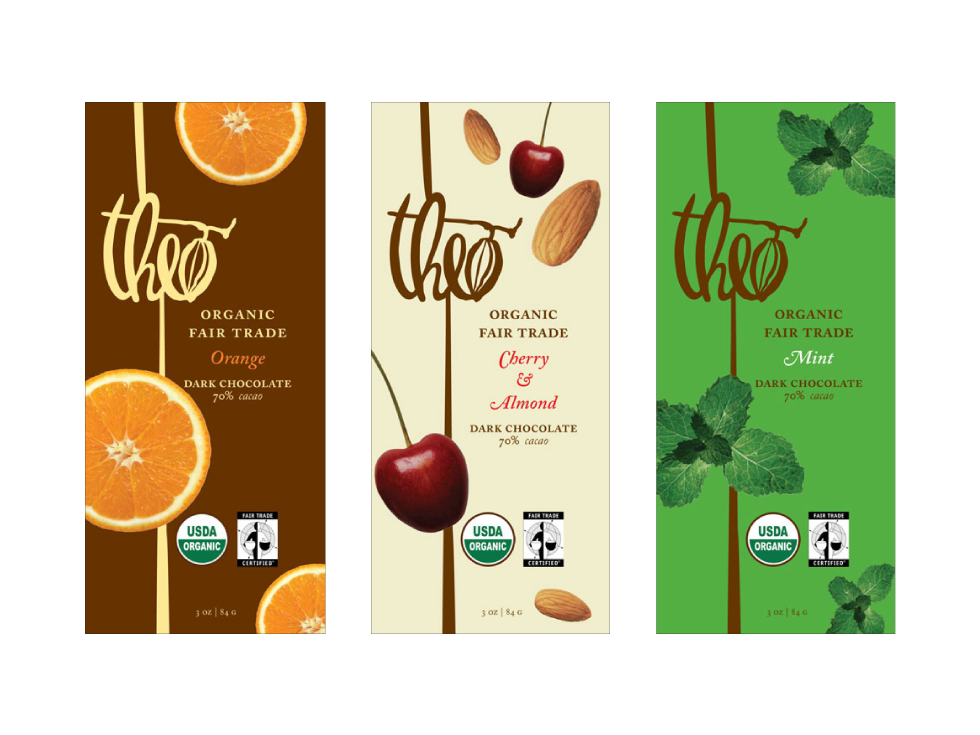 theo
ORGANIC
FAIR TRADE
Orange
DARK CHOCOLATE
70% cacao
USDA
ORGANIC
FAIR TRADE
CERTIFIED
3 OZ | 84 G
theo
ORGANIC
FAIR TRADE
Cherry
&
Almond
DARK CHOCOLATE
70% cacao
USDA
ORGANIC
FAIR TRADE
CERTIFIED
3 OZ | 84 G
theo
ORGANIC
FAIR TRADE
Mint
DARK CHOCOLATE
70% cacao
USDA
ORGANIC
FAIR TRADE
CERTIFIED
3 OZ | 84 G